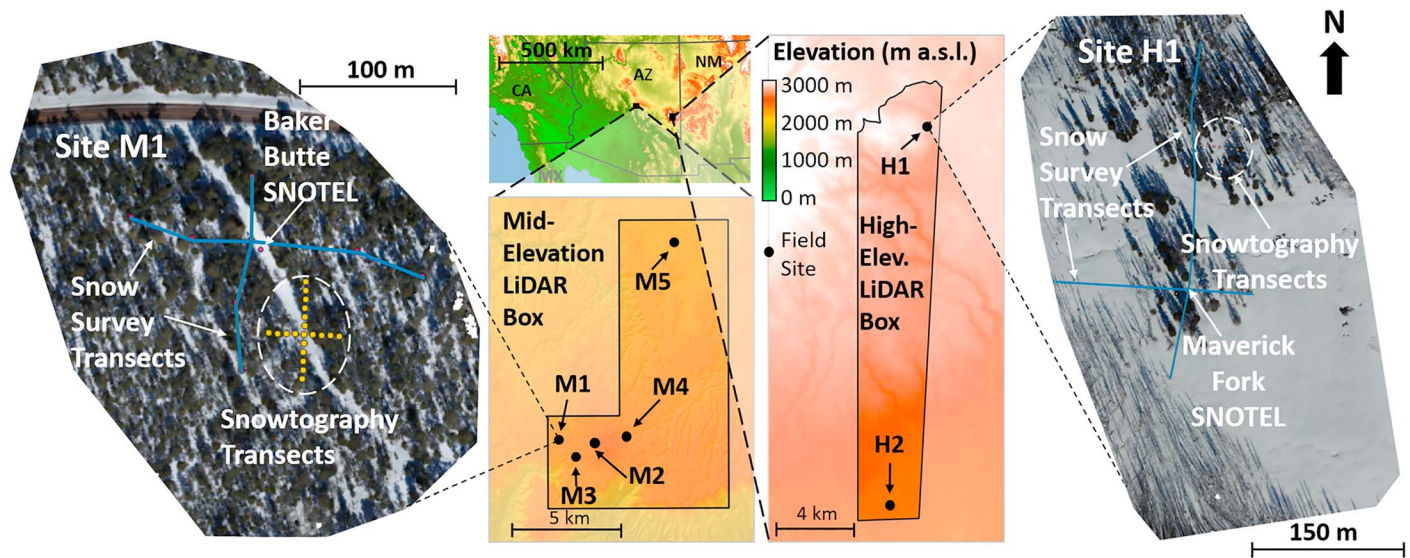 100 m
Site M1
Baker
Butte
SNOTEL
Snow
Survey
Transects
Snowtography
Transects
500 km
CA
AZ
NM
MX
Mid-
Elevation
LiDAR
Box
M5
M1
M4
M2
M3
5 km
Elevation (m a.s.l.)
3000 m
2000 m
1000 m
0 m
Field
Site
H1
High-
Elev.
LiDAR
Box
H2
4 km
Site H1
N
Snow
Survey
Transects
Snowtography
Transects
Maverick
Fork
SNOTEL
150 m